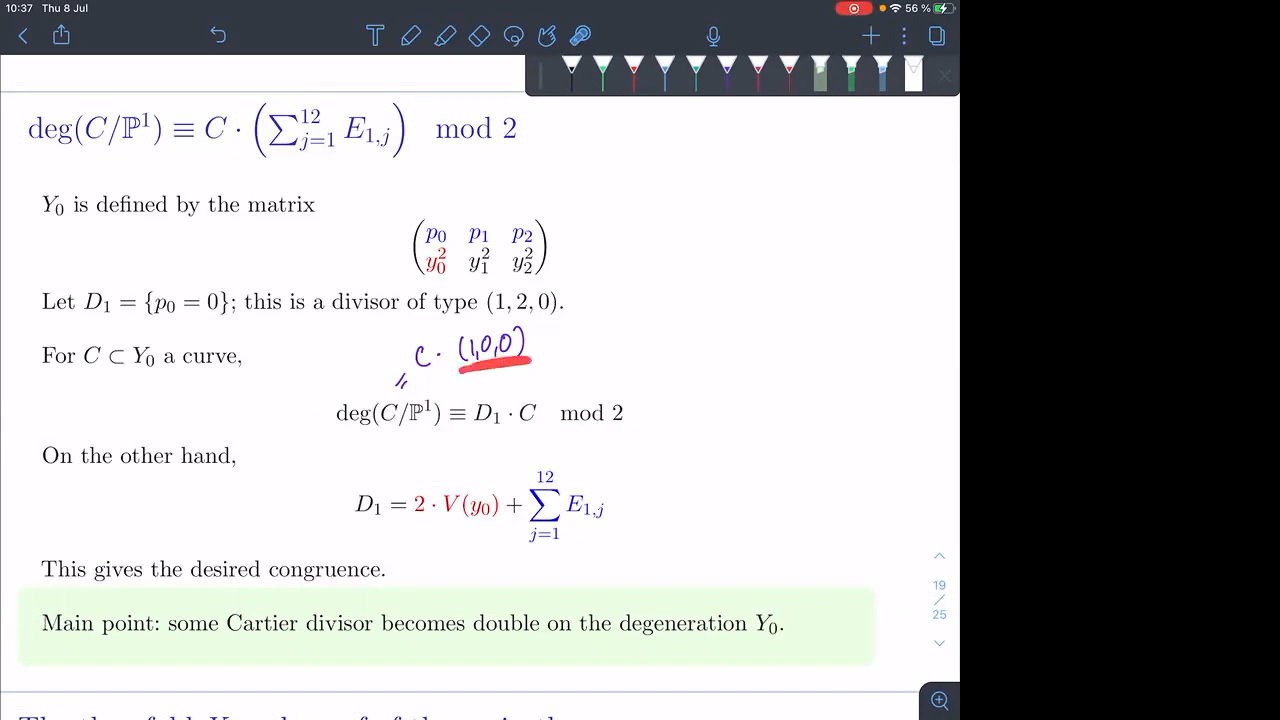 10:37 Thu 8 Jul
56 %
T
deg(C/ℙ¹) ≡ C · (∑_{j=1}^{12} E_{1,j}) mod 2
Y₀ is defined by the matrix
( p₀ p₁ p₂
y₀² y₁² y₂² )
Let D₁ = {p₀ = 0}; this is a divisor of type (1, 2, 0).
C · (1,0,0)
For C ⊂ Y₀ a curve,
deg(C/ℙ¹) ≡ D₁ · C mod 2
On the other hand,
D₁ = 2 · V(y₀) + ∑_{j=1}^{12} E_{1,j}
This gives the desired congruence.
19
/
25
Main point: some Cartier divisor becomes double on the degeneration Y₀.